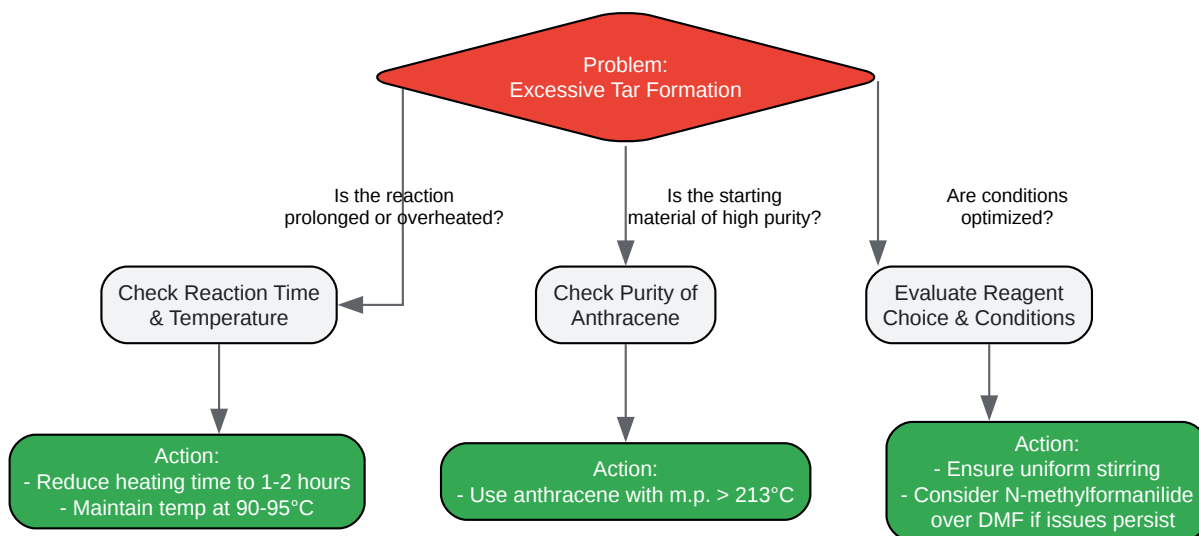 Problem:
Excessive Tar Formation
Is the reaction
prolonged or overheated?
Is the starting
material of high purity?
Are conditions
optimized?
Check Reaction Time
& Temperature
Check Purity of
Anthracene
Evaluate Reagent
Choice & Conditions
Action:
- Reduce heating time to 1-2 hours
- Maintain temp at 90-95°C
Action:
- Use anthracene with m.p. > 213°C
Action:
- Ensure uniform stirring
- Consider N-methylformanilide
over DMF if issues persist